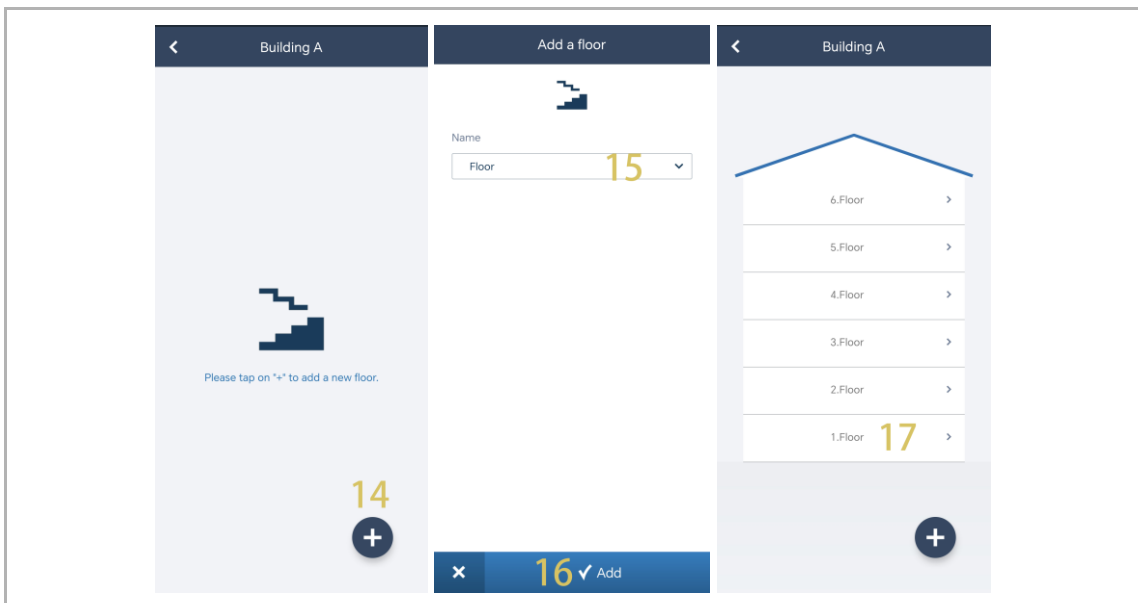 Building A
Please tap on "+" to add a new floor.
14
Add a floor
Name
Floor
15
16
Add
Building A
6.Floor
5.Floor
4.Floor
3.Floor
2.Floor
1.Floor
17